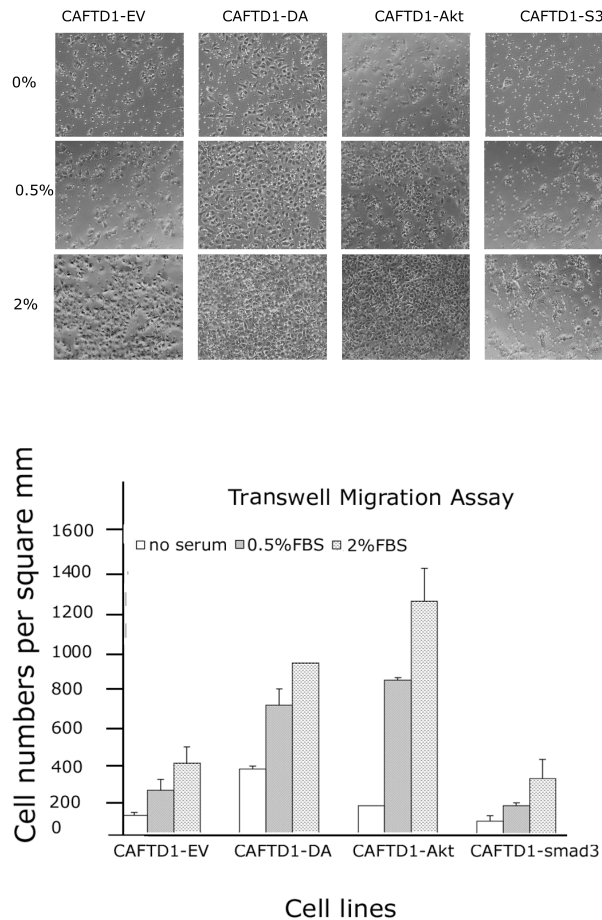 CAFTD1-EV CAFTD1-DA CAFTD1-Akt CAFTD1-S3
0%
0.5%
2%
Transwell Migration Assay
no serum 0.5%FBS 2%FBS
Cell numbers per square mm
1600
1400
1200
1000
800
600
400
200
0
CAFTD1-EV CAFTD1-DA CAFTD1-Akt CAFTD1-smad3
Cell lines